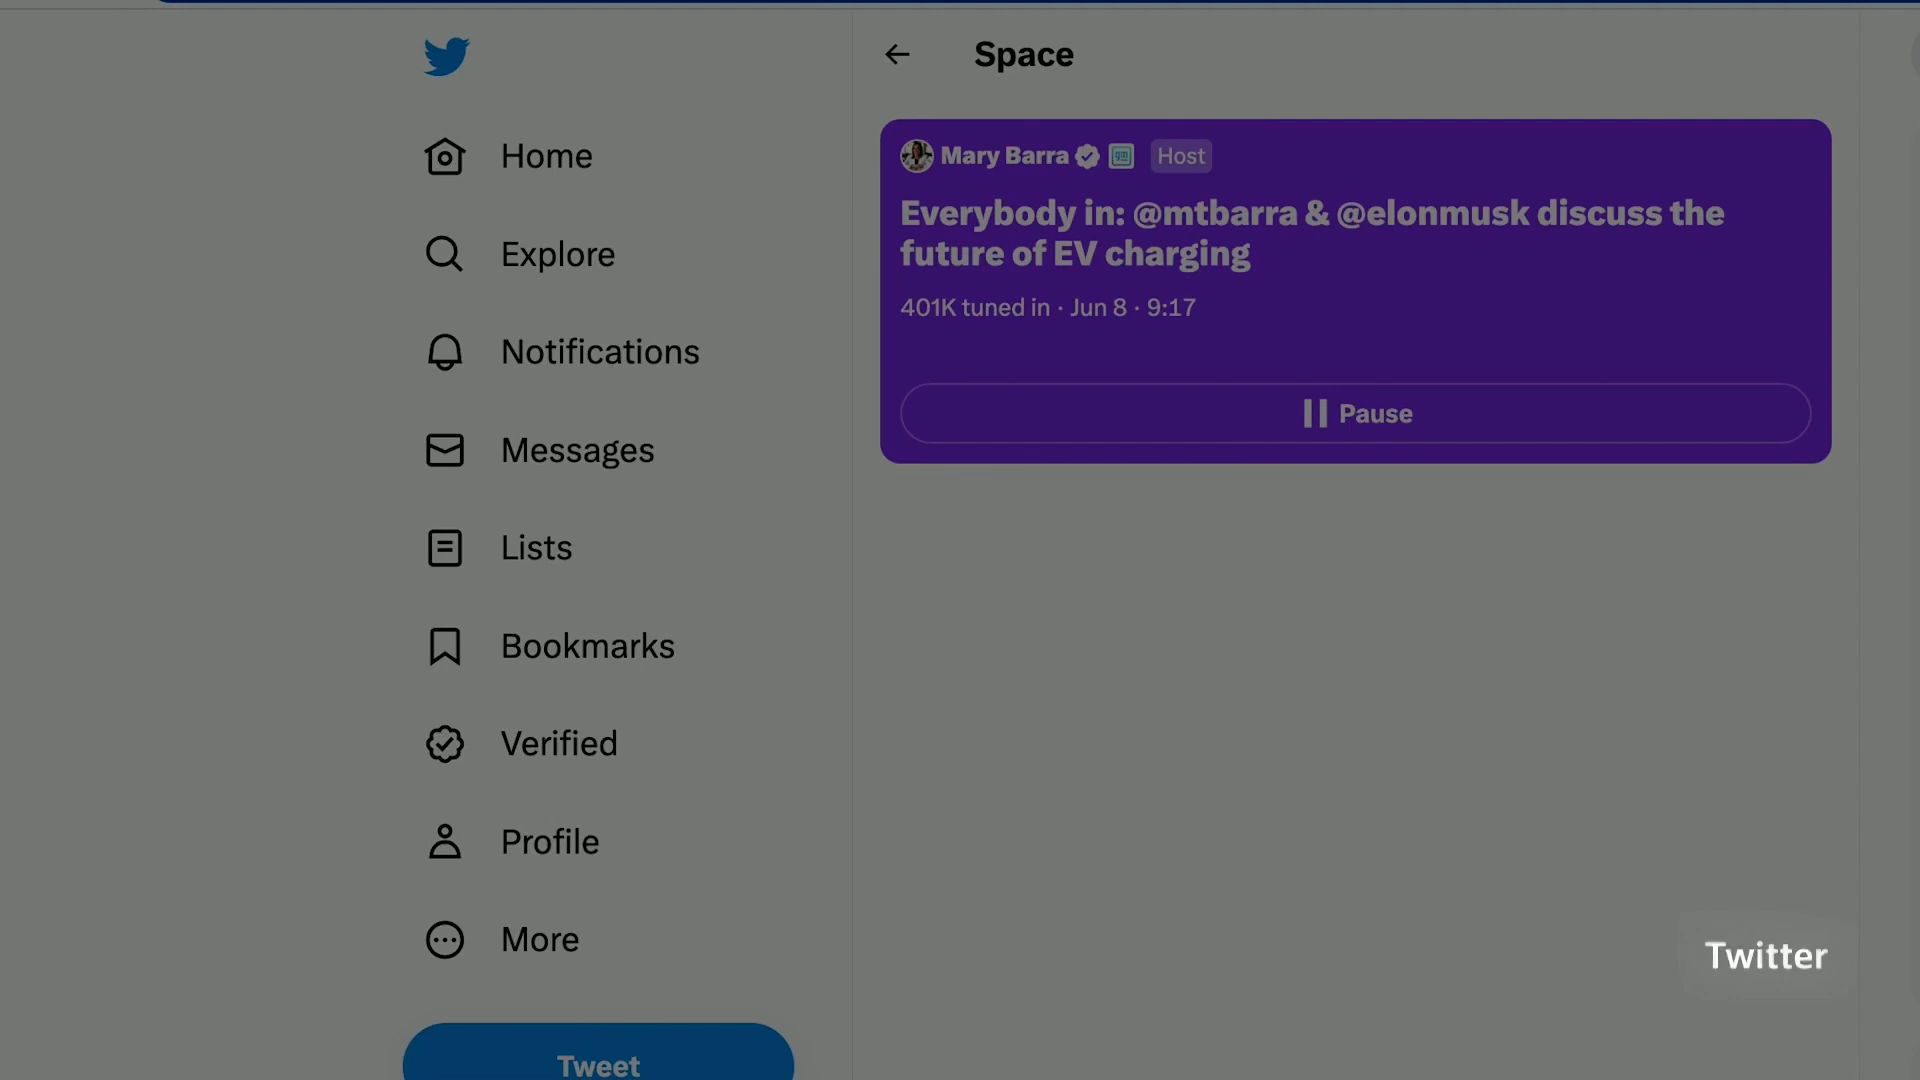 Home
Explore
Notifications
Messages
Lists
Bookmarks
Verified
Profile
More
Tweet
Space
Mary Barra gm Host
Everybody in: @mtbarra & @elonmusk discuss the
future of EV charging
401K tuned in · Jun 8 · 9:17
Pause
Twitter